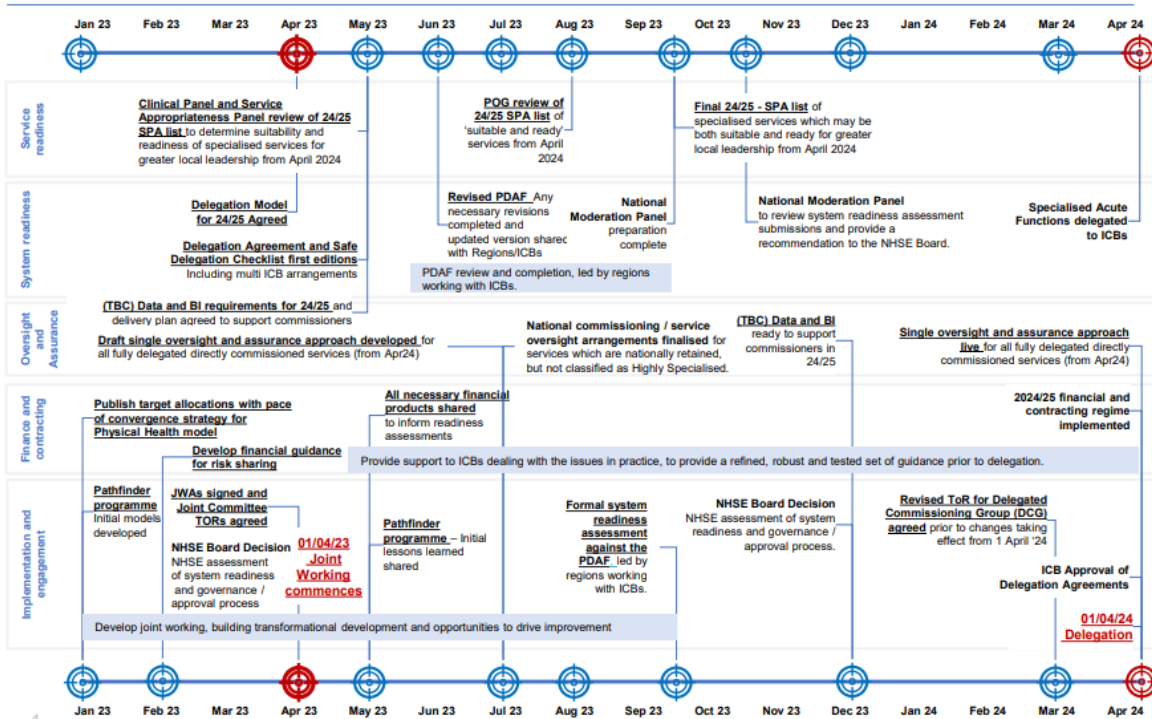 Jan 23 Feb 23 Mar 23 Apr 23 May 23 Jun 23 Jul 23 Aug 23 Sep 23 Oct 23 Nov 23 Dec 23 Jan 24 Feb 24 Mar 24 Apr 24
Service
readiness
Clinical Panel and Service
Appropriateness Panel review of 24/25
SPA list to determine suitability and
readiness of specialised services for
greater local leadership from April 2024
POG review of
24/25 SPA list of
'suitable and ready'
services from April
2024
Final 24/25 - SPA list of
specialised services which may be
both suitable and ready for greater
local leadership from April 2024
System readiness
Delegation Model
for 24/25 Agreed
Delegation Agreement and Safe
Delegation Checklist first editions
Including multi ICB arrangements
(TBC) Data and BI requirements for 24/25 and
delivery plan agreed to support commissioners
Revised PDAF Any
necessary revisions
completed and
updated version shared
with Regions/ICBs
PDAF review and completion, led by regions
working with ICBs.
National
Moderation Panel
preparation
complete
National Moderation Panel
to review system readiness assessment
submissions and provide a
recommendation to the NHSE Board.
Specialised Acute
Functions delegated
to ICBs
Oversight
and
Assurance
Draft single oversight and assurance approach developed for
all fully delegated directly commissioned services (from Apr24)
National commissioning / service
oversight arrangements finalised for
services which are nationally retained,
but not classified as Highly Specialised.
(TBC) Data and BI
ready to support
commissioners in
24/25
Single oversight and assurance approach
live for all fully delegated directly
commissioned services (from Apr24)
Finance and
contracting
Publish target allocations with pace
of convergence strategy for
Physical Health model
Develop financial guidance
for risk sharing
All necessary financial
products shared
to inform readiness
assessments
2024/25 financial and
contracting regime
implemented
Provide support to ICBs dealing with the issues in practice, to provide a refined, robust and tested set of guidance prior to delegation.
Implementation and
engagement
Pathfinder
programme
Initial models
developed
JWAs signed and
Joint Committee
TORs agreed
NHSE Board Decision
NHSE assessment
of system readiness
and governance /
approval process
01/04/23
Joint
Working
commences
Pathfinder
programme – Initial
lessons learned
shared
Formal system
readiness
assessment
against the
PDAF, led by
regions working
with ICBs.
NHSE Board Decision
NHSE assessment of system
readiness and governance /
approval process.
Revised ToR for Delegated
Commissioning Group (DCG)
agreed prior to changes taking
effect from 1 April '24
ICB Approval of
Delegation Agreements
01/04/24
Delegation
Develop joint working, building transformational development and opportunities to drive improvement
Jan 23 Feb 23 Mar 23 Apr 23 May 23 Jun 23 Jul 23 Aug 23 Sep 23 Oct 23 Nov 23 Dec 23 Jan 24 Feb 24 Mar 24 Apr 24